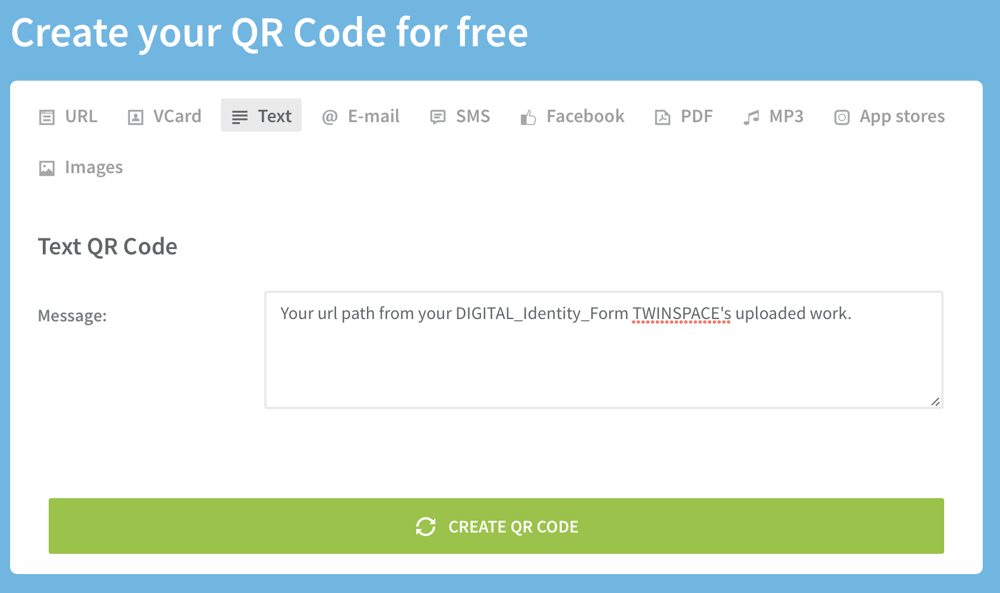 Create your QR Code for free
URL VCard Text @ E-mail SMS Facebook PDF MP3 App stores
Images
Text QR Code
Message: Your url path from your DIGITAL_Identity_Form TWINSPACE's uploaded work.
CREATE QR CODE